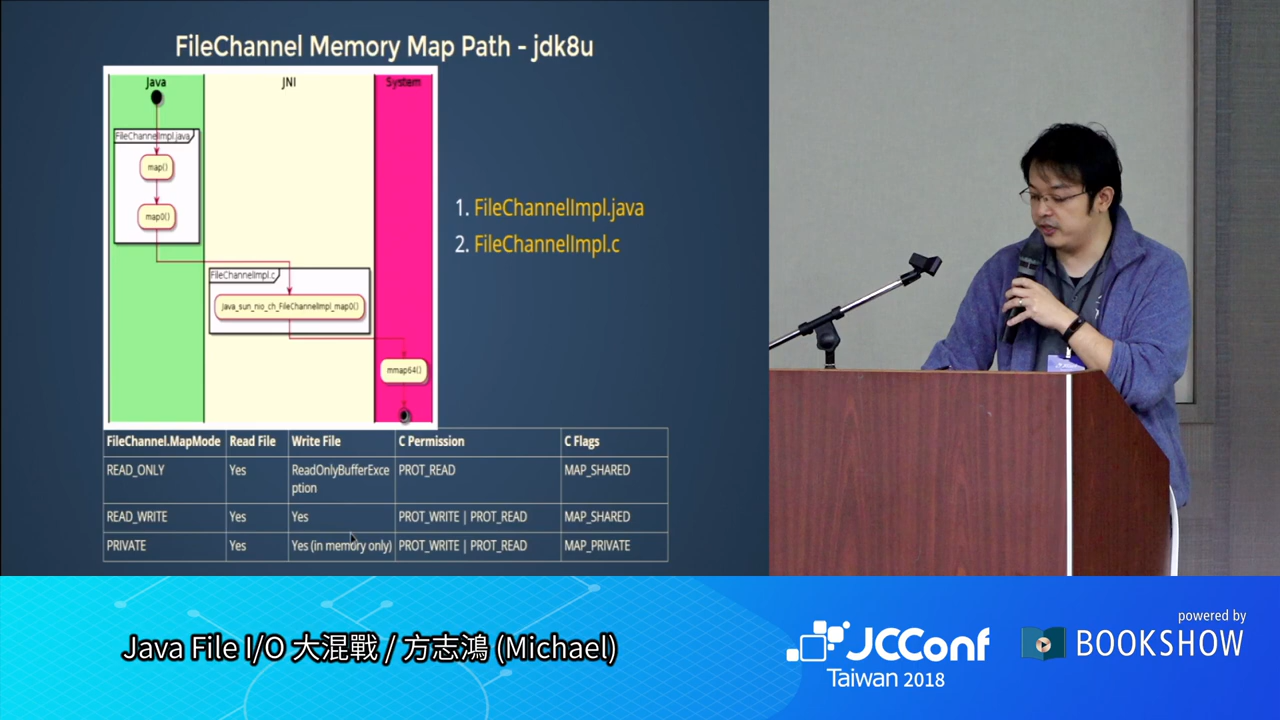 FileChannel Memory Map Path - jdk8u
Java JNI System
FileChannelImpl.java
map()
map0()
FileChannelImpl.c
java_sun_nio_ch_FileChannelImpl_map0()
mmap64()
1. FileChannelImpl.java
2. FileChannelImpl.c
FileChannel.MapMode Read File Write File C Permission C Flags
READ_ONLY Yes ReadOnlyBufferExce PROT_READ MAP_SHARED
ption
READ_WRITE Yes Yes PROT_WRITE | PROT_READ MAP_SHARED
PRIVATE Yes Yes (in memory only) PROT_WRITE | PROT_READ MAP_PRIVATE
Java File I/O 大混戰 / 方志鴻 (Michael)
JCConf
Taiwan 2018
powered by
BOOKSHOW